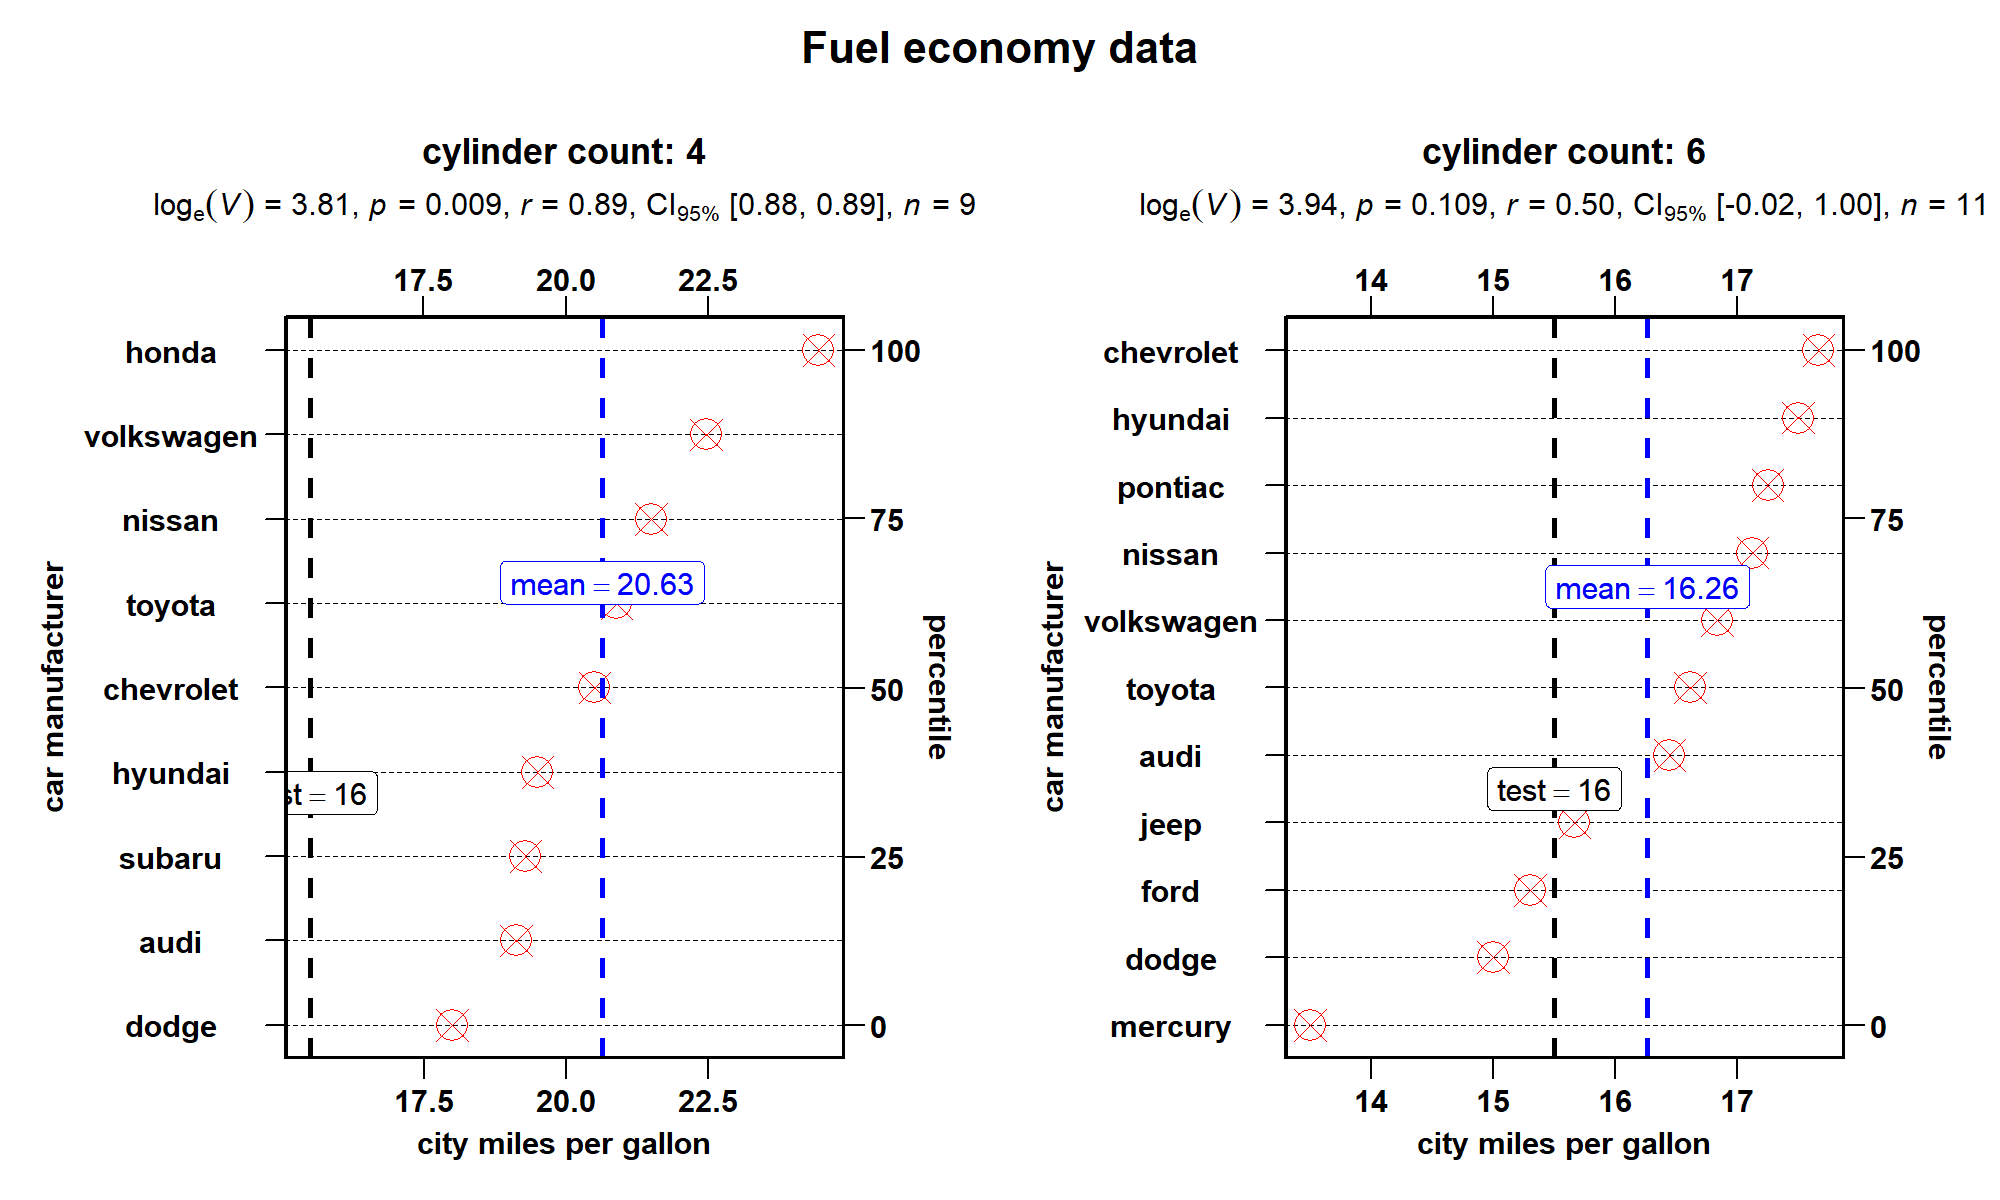 Fuel economy data
cylinder count: 4
logₑ(V) = 3.81, p = 0.009, r = 0.89, CI₉₅% [0.88, 0.89], n = 9
17.5 20.0 22.5
honda
volkswagen
nissan
toyota
chevrolet
hyundai
subaru
audi
dodge
car manufacturer
mean = 20.63
st = 16
100
75
50
25
0
percentile
17.5 20.0 22.5
city miles per gallon
cylinder count: 6
logₑ(V) = 3.94, p = 0.109, r = 0.50, CI₉₅% [-0.02, 1.00], n = 11
14 15 16 17
chevrolet
hyundai
pontiac
nissan
volkswagen
toyota
audi
jeep
ford
dodge
mercury
car manufacturer
mean = 16.26
test = 16
100
75
50
25
0
percentile
14 15 16 17
city miles per gallon